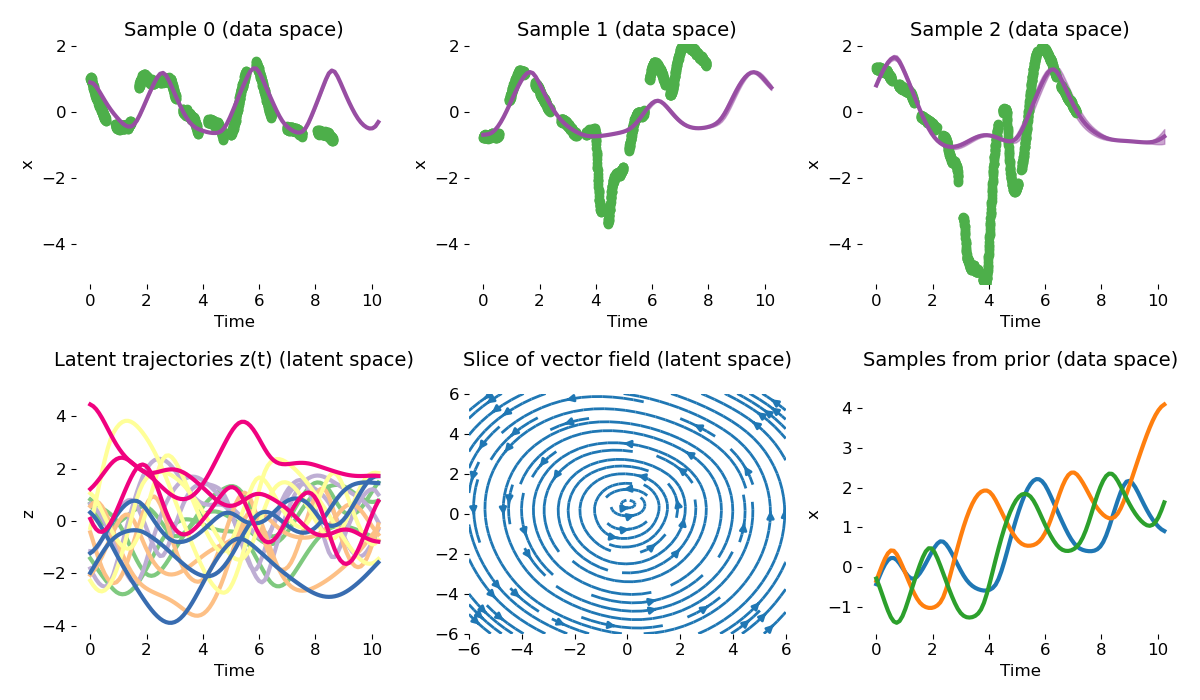 Sample 0 (data space)
Sample 1 (data space)
Sample 2 (data space)
2
0
−2
−4
x
0 2 4 6 8 10
Time
2
0
−2
−4
x
0 2 4 6 8 10
Time
2
0
−2
−4
x
0 2 4 6 8 10
Time
Latent trajectories z(t) (latent space)
Slice of vector field (latent space)
Samples from prior (data space)
4
2
0
−2
−4
z
0 2 4 6 8 10
Time
6
4
2
0
−2
−4
−6
−6 −4 −2 0 2 4 6
4
3
2
1
0
−1
x
0 2 4 6 8 10
Time